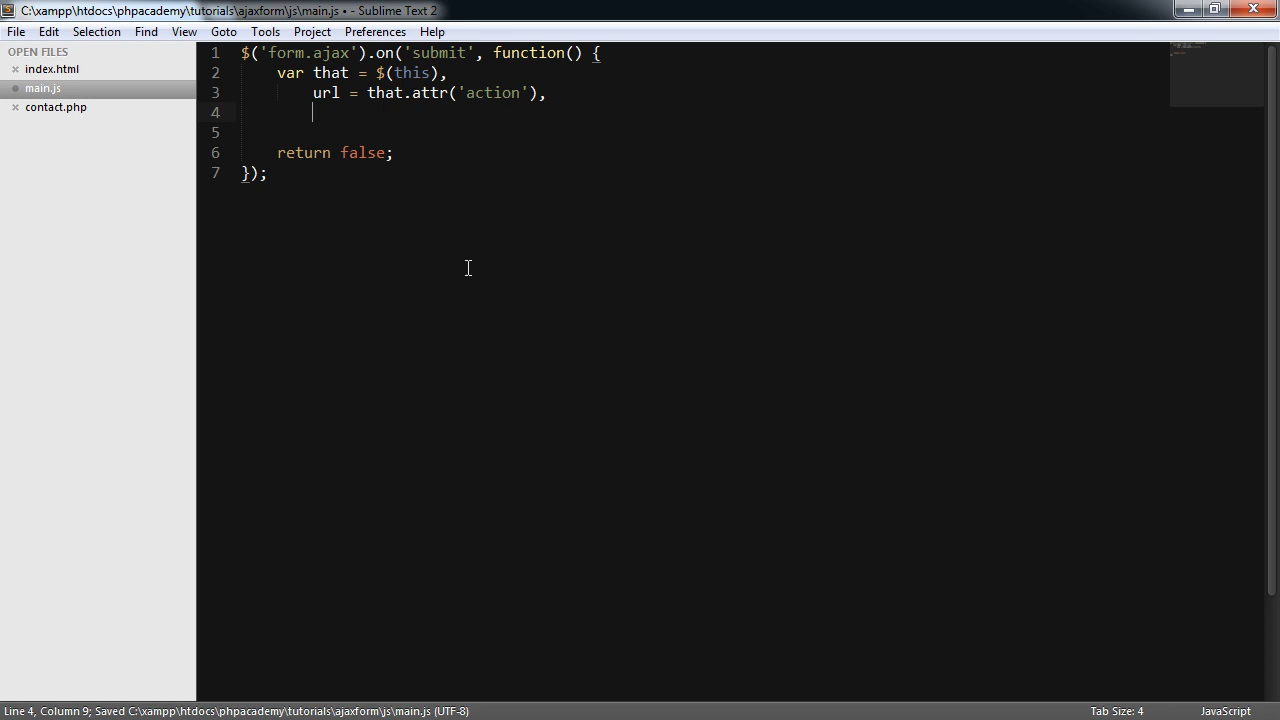 C:\xampp\htdocs\phpacademy\tutorials\ajaxform\js\main.js • - Sublime Text 2
File Edit Selection Find View Goto Tools Project Preferences Help
OPEN FILES
index.html
main.js
contact.php
1 $('form.ajax').on('submit', function() {
2 var that = $(this),
3 url = that.attr('action'),
4
5
6 return false;
7 });
Line 4, Column 9; Saved C:\xampp\htdocs\phpacademy\tutorials\ajaxform\js\main.js (UTF-8) Tab Size: 4 JavaScript